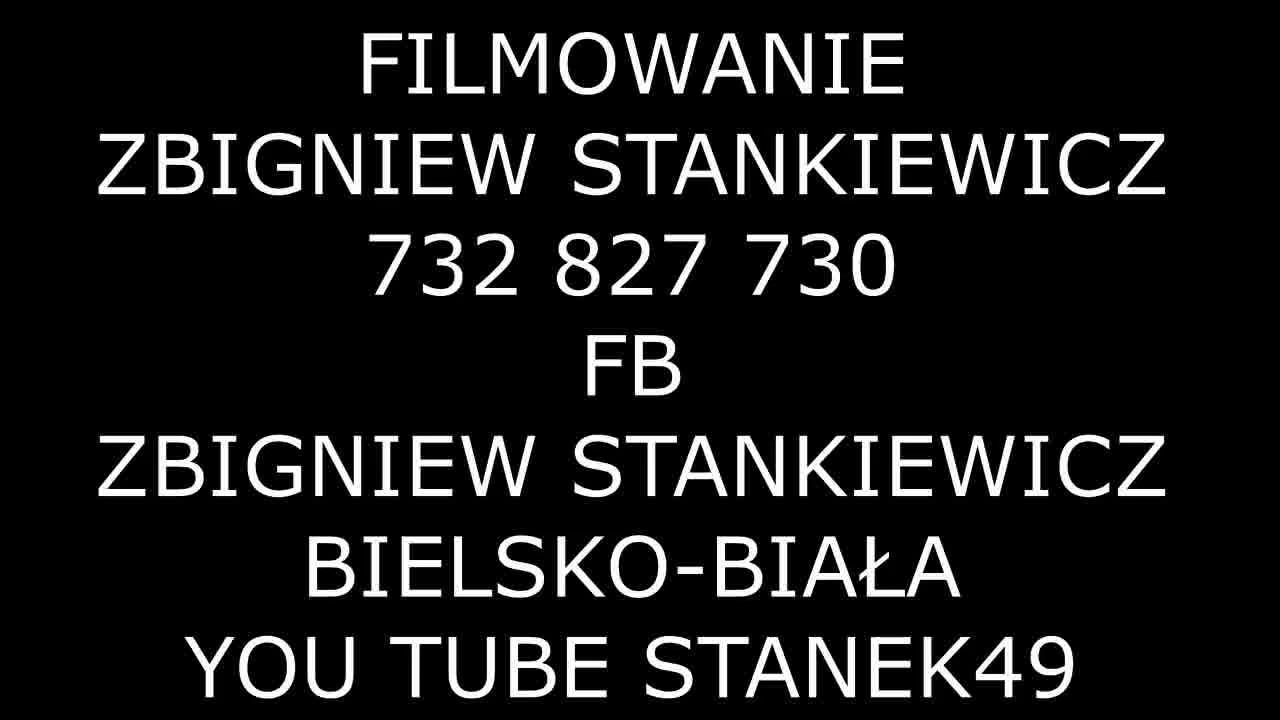 FILMOWANIE
ZBIGNIEW STANKIEWICZ
732 827 730
FB
ZBIGNIEW STANKIEWICZ
BIELSKO-BIAŁA
YOU TUBE STANEK49